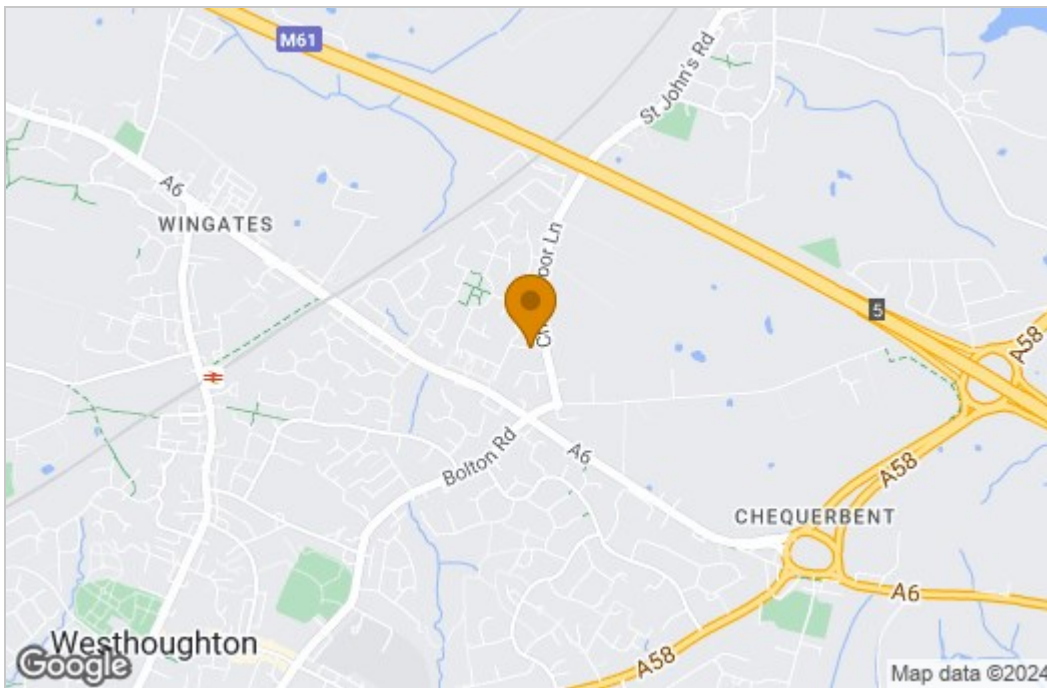 M61
St John's Rd
A6
WINGATES
5
A58
Bolton Rd
A6
A58
CHEQUERBENT
A6
Westhoughton
A58
Google
Map data ©2024